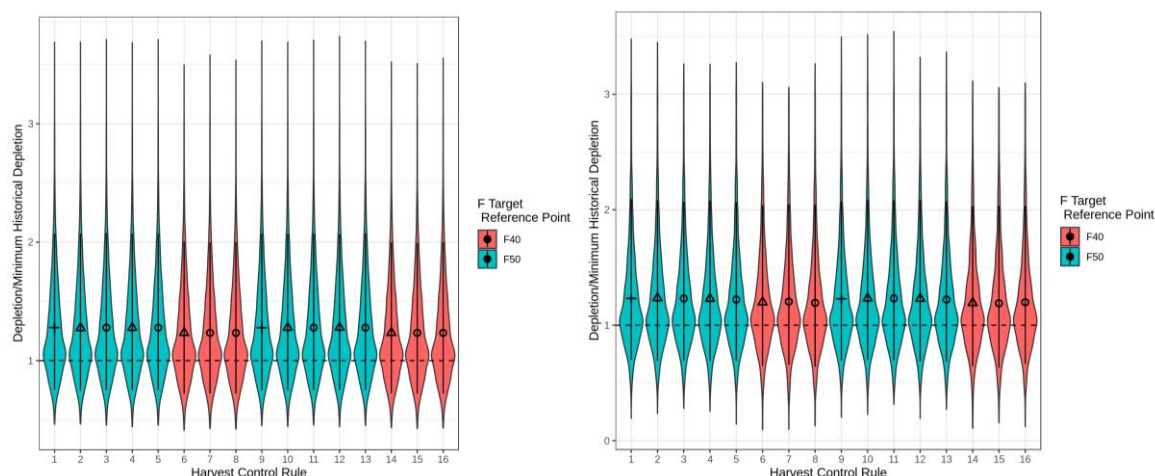 Depletion/Minimum Historical Depletion
3
2
1
1 2 3 4 5 6 7 8 9 10 11 12 13 14 15 16
Harvest Control Rule
F Target
Reference Point
F40
F50
Depletion/Minimum Historical Depletion
3
2
1
0
1 2 3 4 5 6 7 8 9 10 11 12 13 14 15 16
Harvest Control Rule
F Target
Reference Point
F40
F50